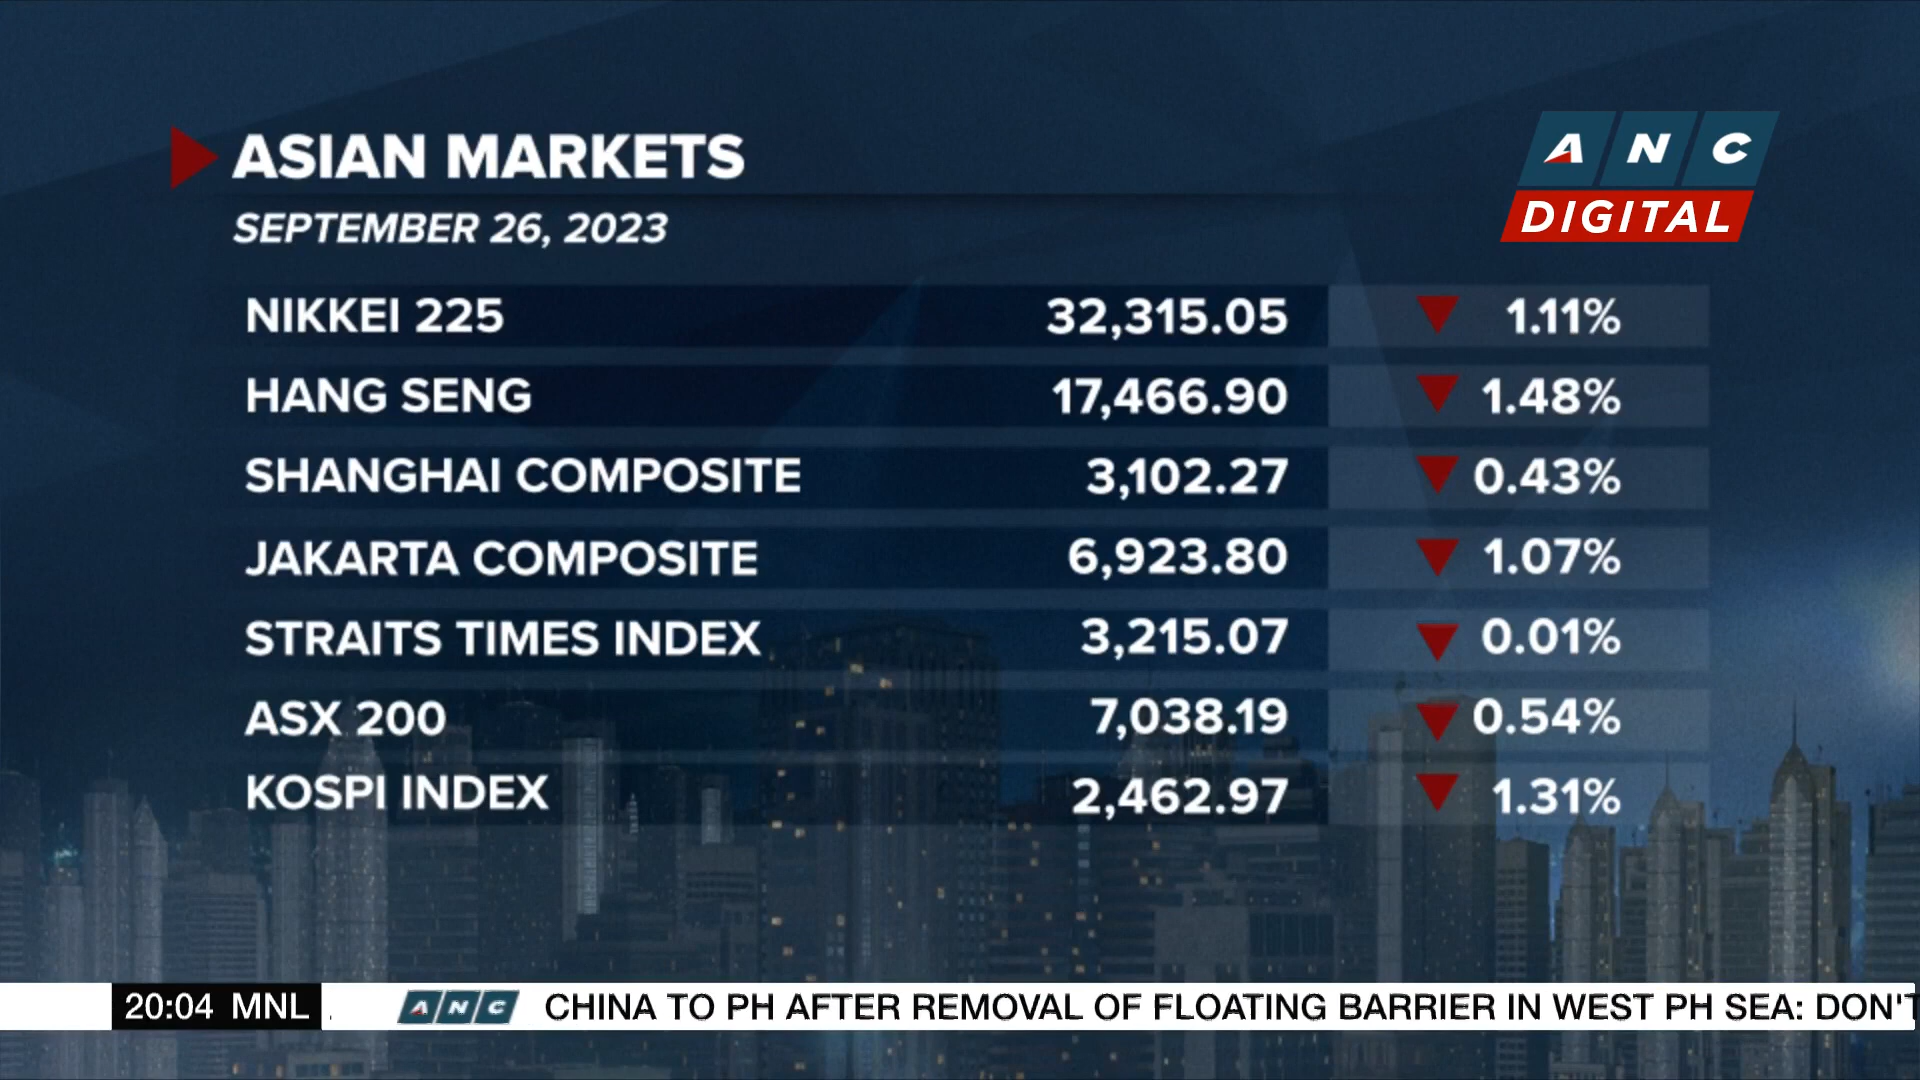 ASIAN MARKETS
SEPTEMBER 26, 2023
ANC
DIGITAL
NIKKEI 225 32,315.05 1.11%
HANG SENG 17,466.90 1.48%
SHANGHAI COMPOSITE 3,102.27 0.43%
JAKARTA COMPOSITE 6,923.80 1.07%
STRAITS TIMES INDEX 3,215.07 0.01%
ASX 200 7,038.19 0.54%
KOSPI INDEX 2,462.97 1.31%
20:04 MNL . ANC CHINA TO PH AFTER REMOVAL OF FLOATING BARRIER IN WEST PH SEA: DON'T